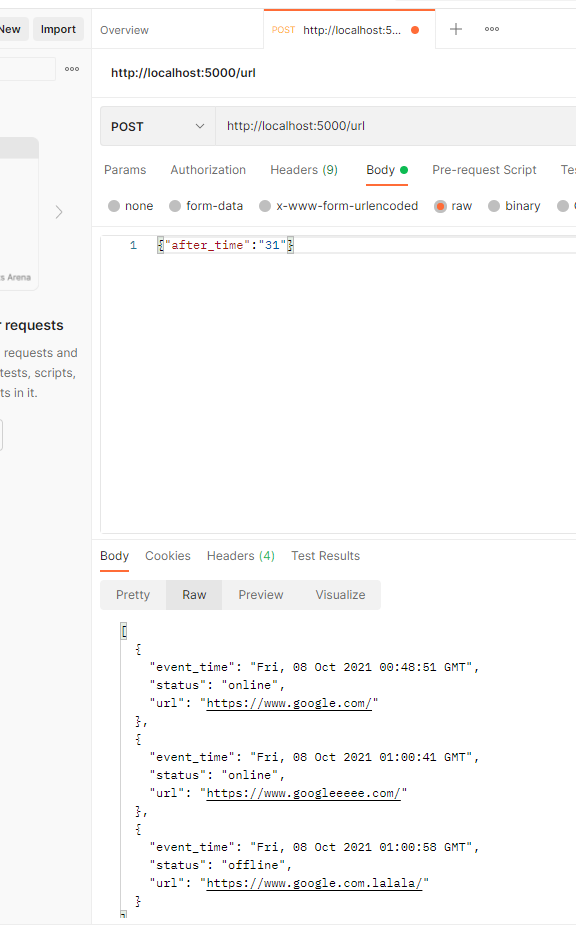 New Import Overview POST http://localhost:5... + ooo
ooo
http://localhost:5000/url
POST http://localhost:5000/url
Params Authorization Headers (9) Body Pre-request Script Tes
none form-data x-www-form-urlencoded raw binary
1 {"after_time":"31"}
s Arena
r requests
requests and
tests, scripts,
ts in it.
Body Cookies Headers (4) Test Results
Pretty Raw Preview Visualize
[
{
"event_time": "Fri, 08 Oct 2021 00:48:51 GMT",
"status": "online",
"url": "https://www.google.com/"
},
{
"event_time": "Fri, 08 Oct 2021 01:00:41 GMT",
"status": "online",
"url": "https://www.googleeeee.com/"
},
{
"event_time": "Fri, 08 Oct 2021 01:00:58 GMT",
"status": "offline",
"url": "https://www.google.com.lalala/"
}
]